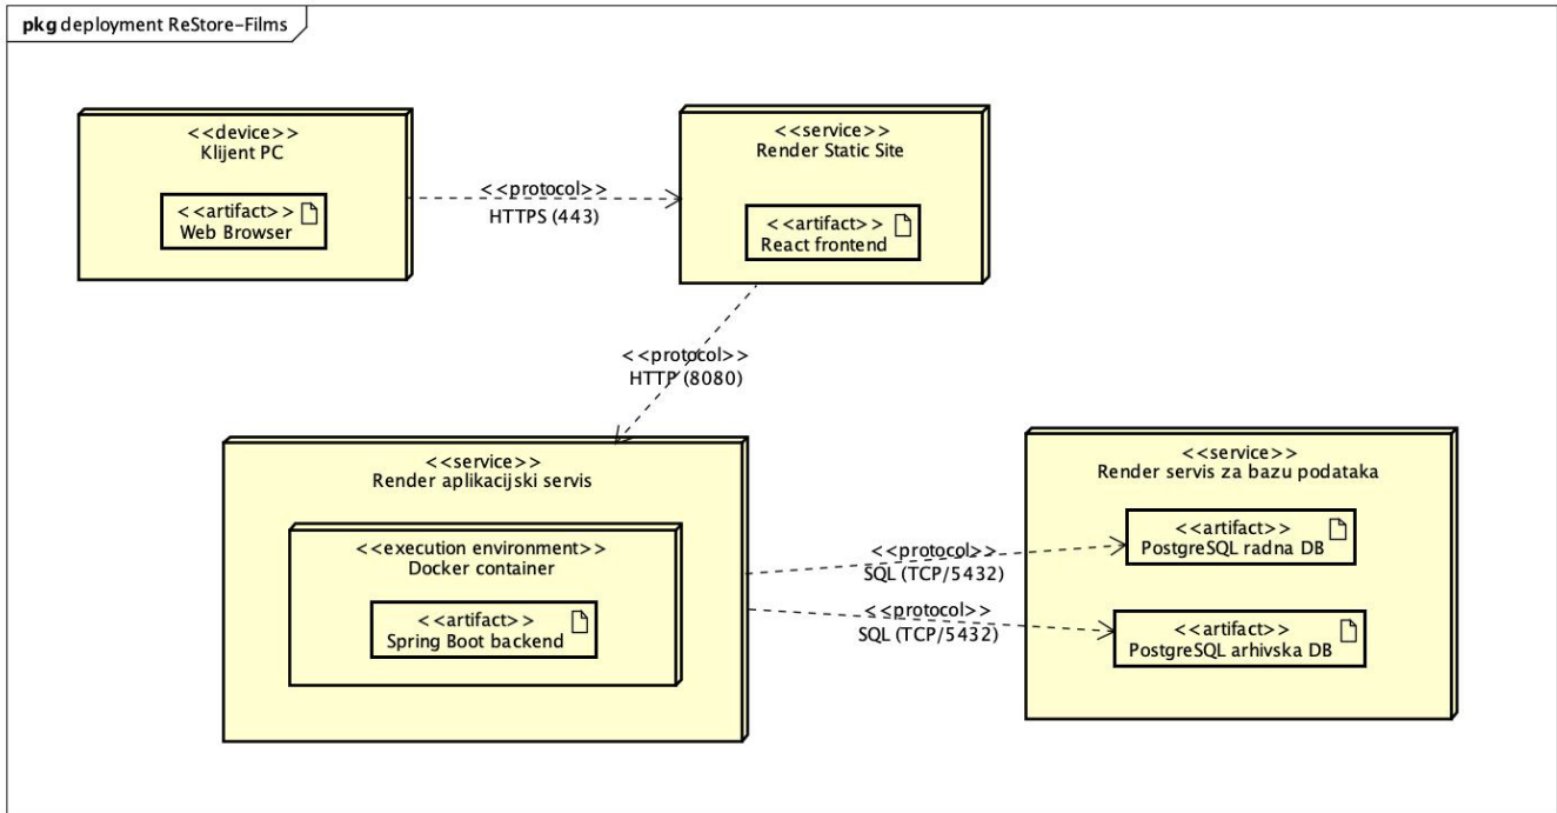 pkg deployment ReStore-Films
<<device>>
Klijent PC
<<artifact>>
Web Browser
<<protocol>>
HTTPS (443)
<<service>>
Render Static Site
<<artifact>>
React frontend
<<protocol>>
HTTP (8080)
<<service>>
Render aplikacijski servis
<<execution environment>>
Docker container
<<artifact>>
Spring Boot backend
<<protocol>>
SQL (TCP/5432)
<<protocol>>
SQL (TCP/5432)
<<service>>
Render servis za bazu podataka
<<artifact>>
PostgreSQL radna DB
<<artifact>>
PostgreSQL arhivska DB